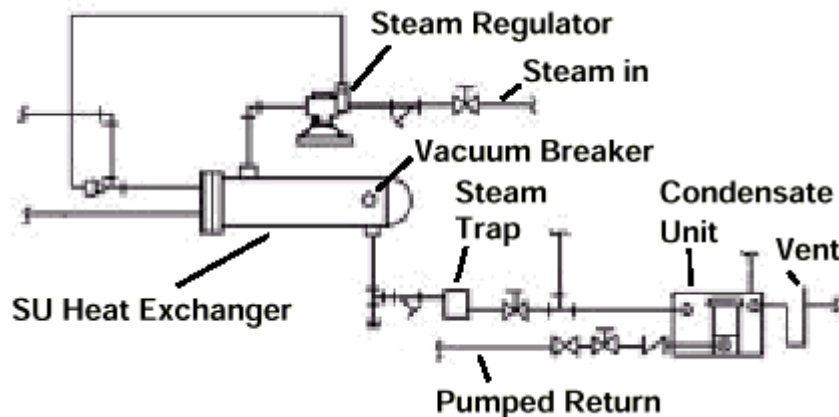 Steam Regulator
Steam in
Vacuum Breaker
Steam
Trap
Condensate
Unit
Vent
SU Heat Exchanger
Pumped Return